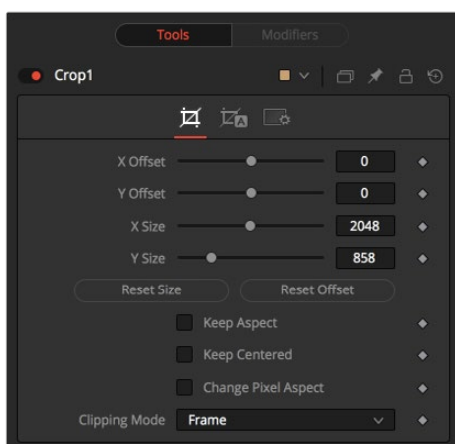 Tools Modifiers
Crop1
A
X Offset 0
Y Offset 0
X Size 2048
Y Size 858
Reset Size Reset Offset
Keep Aspect
Keep Centered
Change Pixel Aspect
Clipping Mode Frame